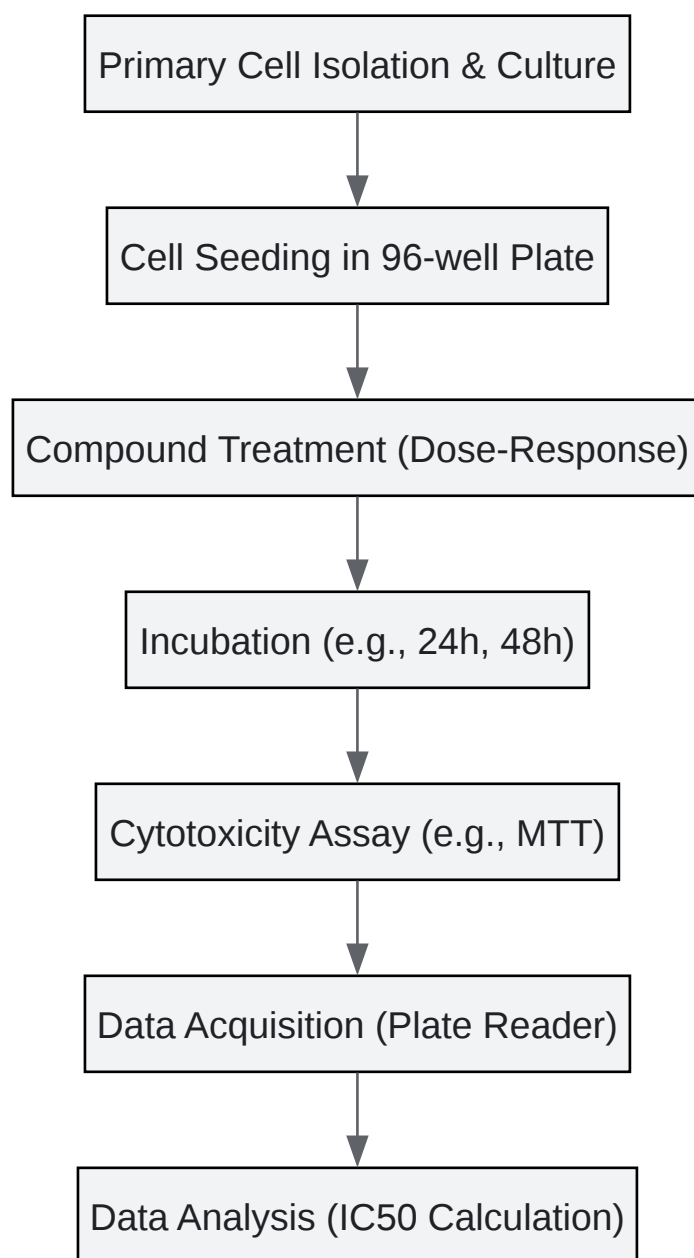 Primary Cell Isolation & Culture
Cell Seeding in 96-well Plate
Compound Treatment (Dose-Response)
Incubation (e.g., 24h, 48h)
Cytotoxicity Assay (e.g., MTT)
Data Acquisition (Plate Reader)
Data Analysis (IC50 Calculation)